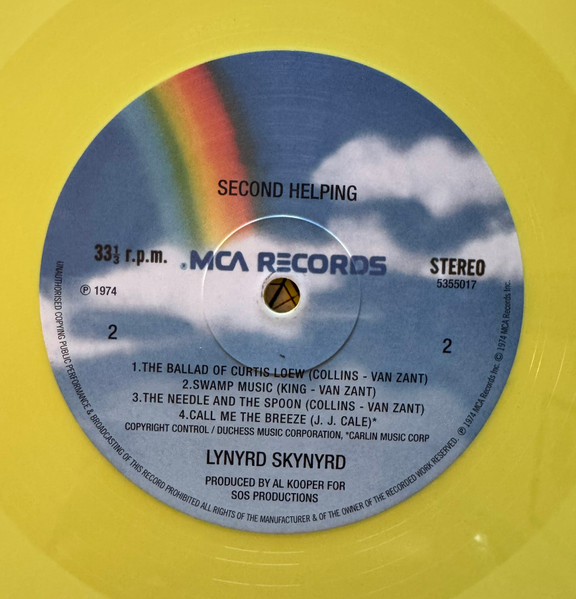 SECOND HELPING
33⅓ r.p.m.
MCA RECORDS
STEREO
5355017
℗ 1974
2
2
1.THE BALLAD OF CURTIS LOEW (COLLINS - VAN ZANT)
2.SWAMP MUSIC (KING - VAN ZANT)
3.THE NEEDLE AND THE SPOON (COLLINS - VAN ZANT)
4.CALL ME THE BREEZE (J. J. CALE)*
COPYRIGHT CONTROL / DUCHESS MUSIC CORPORATION, *CARLIN MUSIC CORP
LYNYRD SKYNYRD
PRODUCED BY AL KOOPER FOR
SOS PRODUCTIONS
UNAUTHORISED COPYING PUBLIC PERFORMANCE & BROADCASTING OF THIS RECORD PROHIBITED ALL RIGHTS OF THE MANUFACTURER & OF THE OWNER OF THE RECORDED WORK RESERVED. ℗ 1974 MCA Records Inc. © 1974 MCA Records Inc.